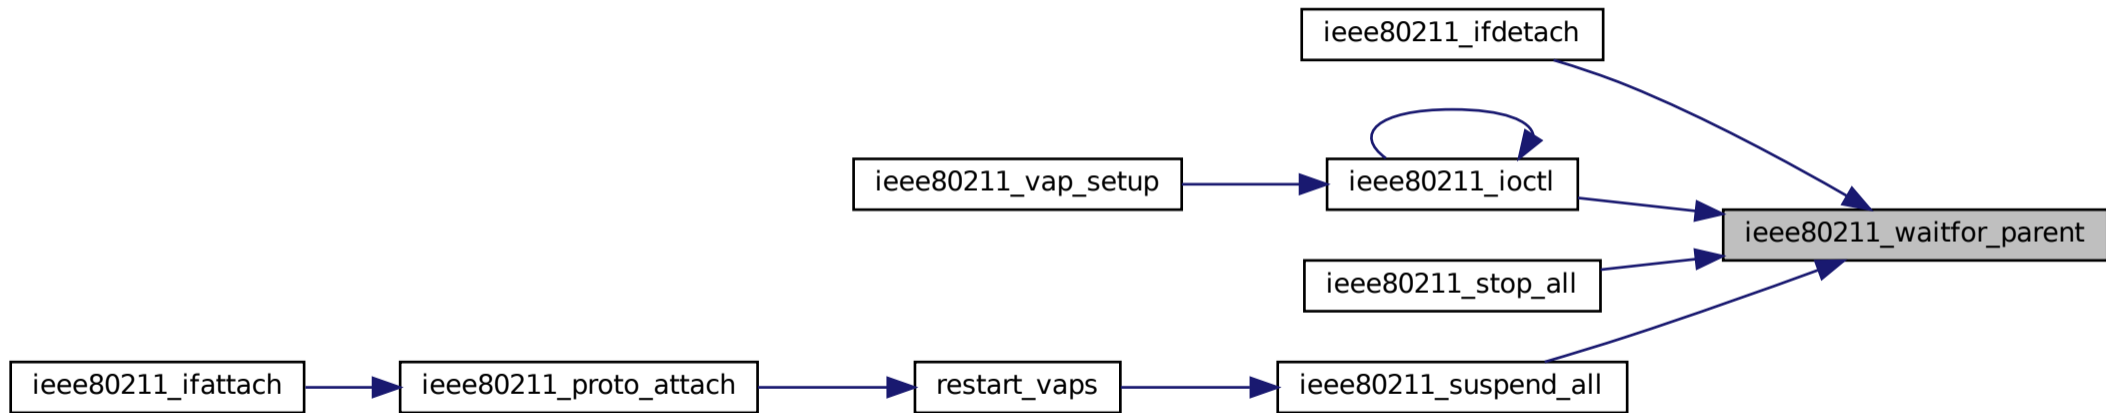 ieee80211_ifdetach
ieee80211_vap_setup
ieee80211_ioctl
ieee80211_waitfor_parent
ieee80211_stop_all
ieee80211_ifattach
ieee80211_proto_attach
restart_vaps
ieee80211_suspend_all